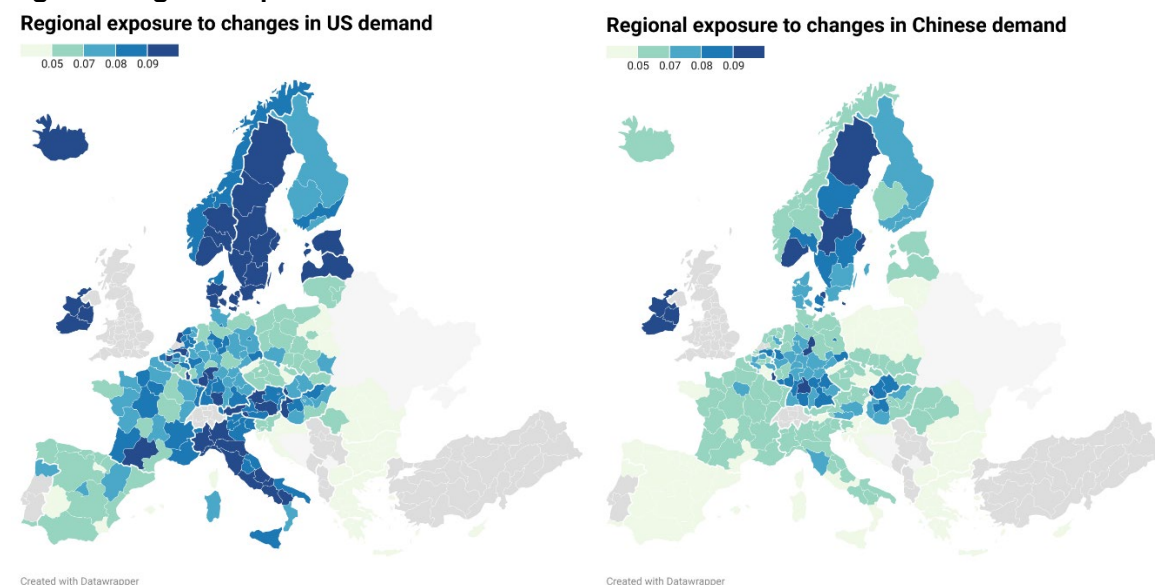 Regional exposure to changes in US demand
0.05 0.07 0.08 0.09
Created with Datawrapper
Regional exposure to changes in Chinese demand
0.05 0.07 0.08 0.09
Created with Datawrapper